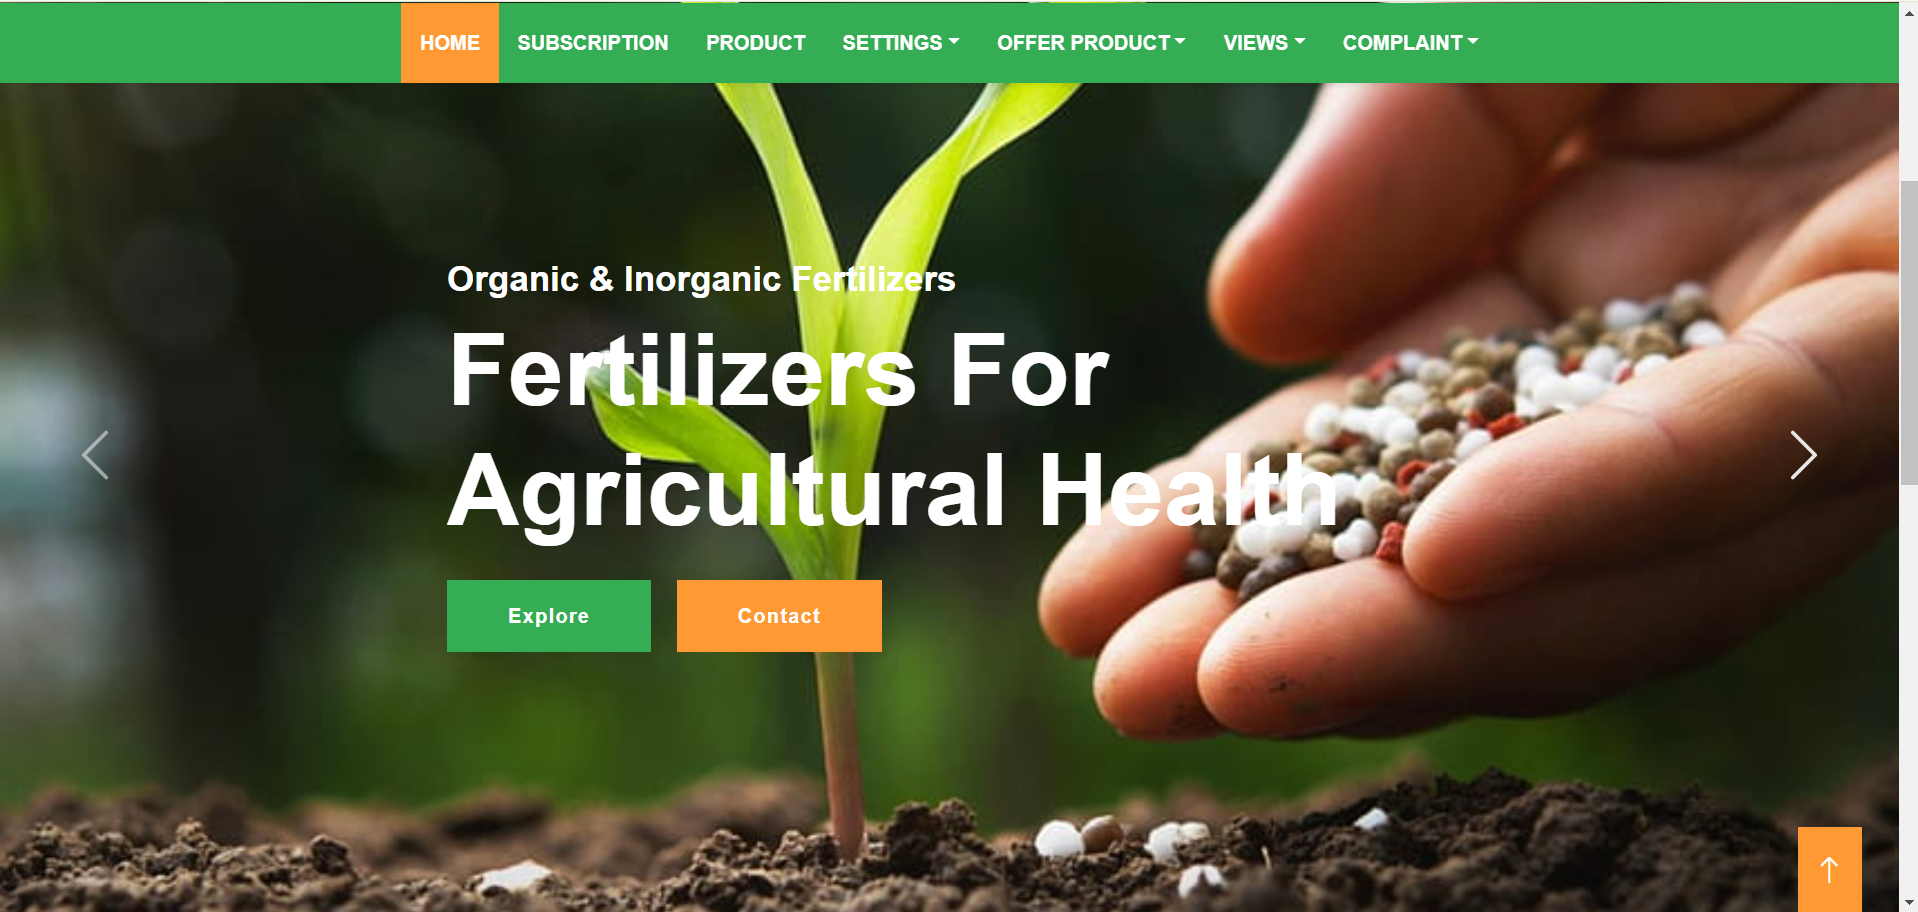 HOME SUBSCRIPTION PRODUCT SETTINGS OFFER PRODUCT VIEWS COMPLAINT
Organic & Inorganic Fertilizers
Fertilizers For
Agricultural Health
Explore Contact